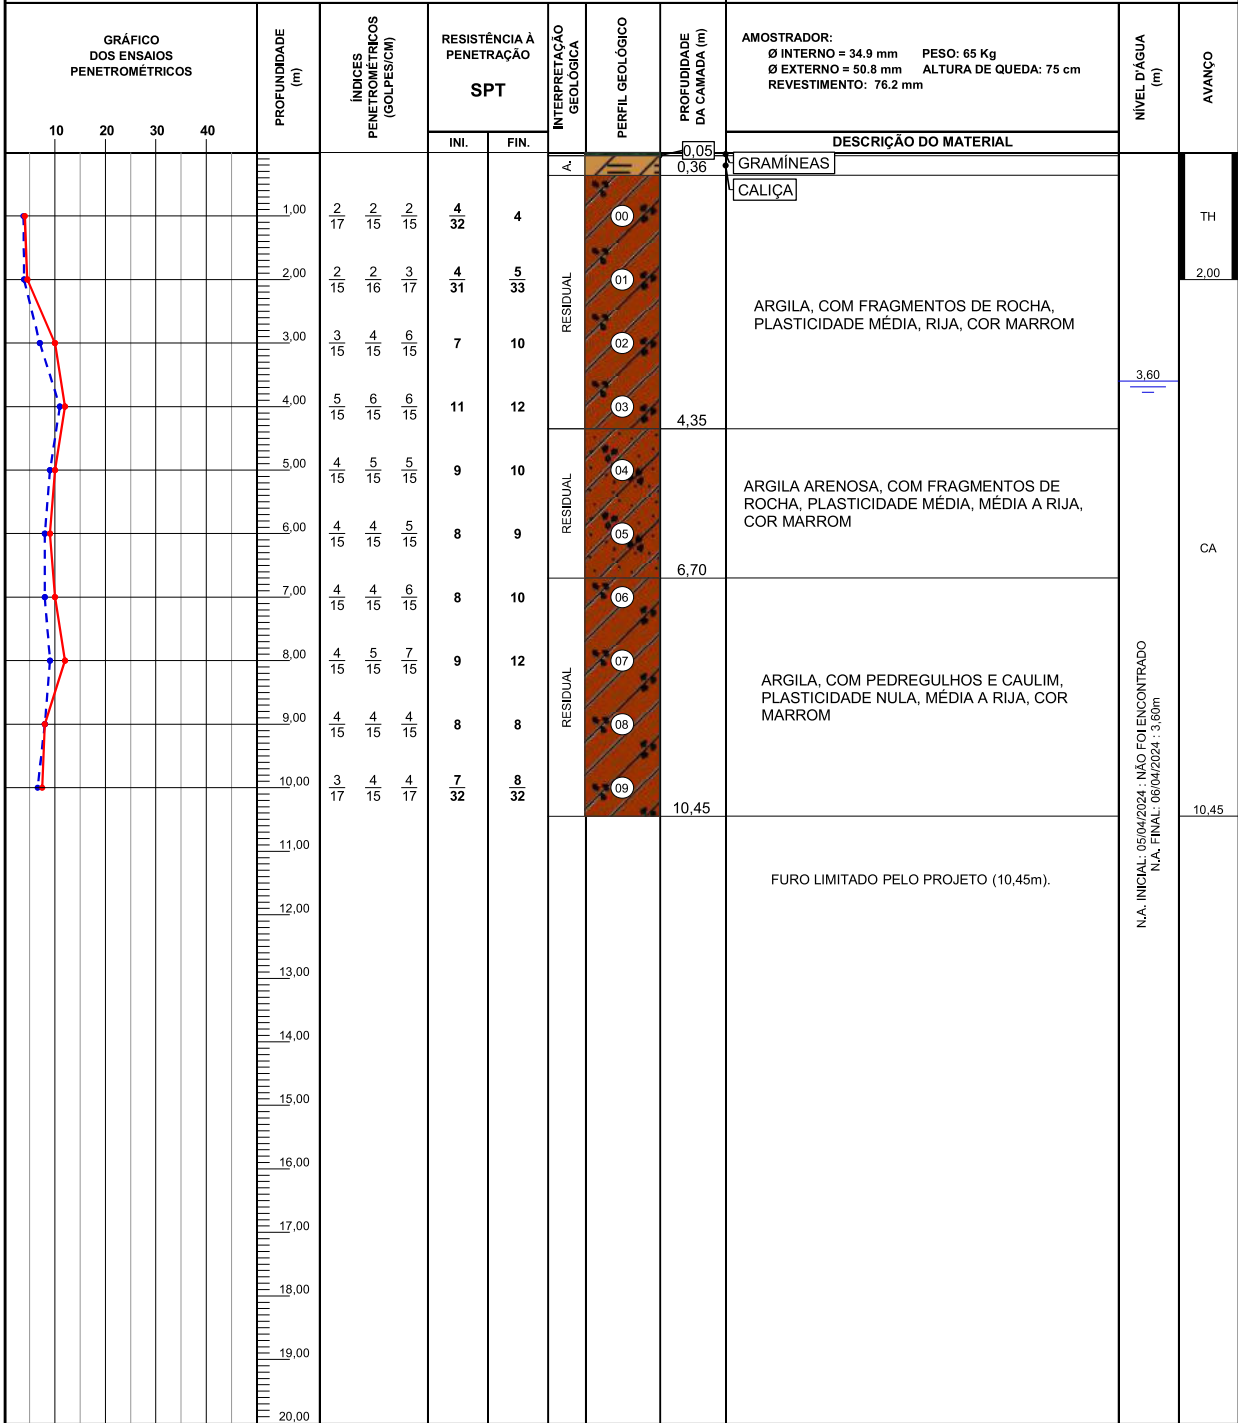 GRÁFICO
DOS ENSAIOS
PENETROMÉTRICOS
10 20 30 40
PROFUNDIDADE
(m)
ÍNDICES
PENETROMÉTRICOS
(GOLPES/CM)
RESISTÊNCIA À
PENETRAÇÃO
SPT
INI. FIN.
INTERPRETAÇÃO
GEOLÓGICA
PERFIL GEOLÓGICO
PROFUDIDADE
DA CAMADA (m)
AMOSTRADOR:
Ø INTERNO = 34.9 mm PESO: 65 Kg
Ø EXTERNO = 50.8 mm ALTURA DE QUEDA: 75 cm
REVESTIMENTO: 76.2 mm
DESCRIÇÃO DO MATERIAL
NÍVEL D'ÁGUA
(m)
AVANÇO
A.
0,05
0,36
GRAMÍNEAS
CALIÇA
1,00 2/17 2/15 2/15 4/32 4 00
TH
2,00 2/15 2/16 3/17 4/31 5/33 01
2,00
RESIDUAL
ARGILA, COM FRAGMENTOS DE ROCHA,
PLASTICIDADE MÉDIA, RIJA, COR MARROM
3,00 3/15 4/15 6/15 7 10 02
3,60
4,00 5/15 6/15 6/15 11 12 03
4,35
5,00 4/15 5/15 5/15 9 10 04
RESIDUAL
ARGILA ARENOSA, COM FRAGMENTOS DE
ROCHA, PLASTICIDADE MÉDIA, MÉDIA A RIJA,
COR MARROM
6,00 4/15 4/15 5/15 8 9 05
CA
6,70
7,00 4/15 4/15 6/15 8 10 06
8,00 4/15 5/15 7/15 9 12 07
RESIDUAL
ARGILA, COM PEDREGULHOS E CAULIM,
PLASTICIDADE NULA, MÉDIA A RIJA, COR
MARROM
9,00 4/15 4/15 4/15 8 8 08
10,00 3/17 4/15 4/17 7/32 8/32 09
10,45
10,45
N.A. INICIAL: 05/04/2024 : NÃO FOI ENCONTRADO
N.A. FINAL: 06/04/2024 : 3,60m
11,00
FURO LIMITADO PELO PROJETO (10,45m).
12,00
13,00
14,00
15,00
16,00
17,00
18,00
19,00
20,00